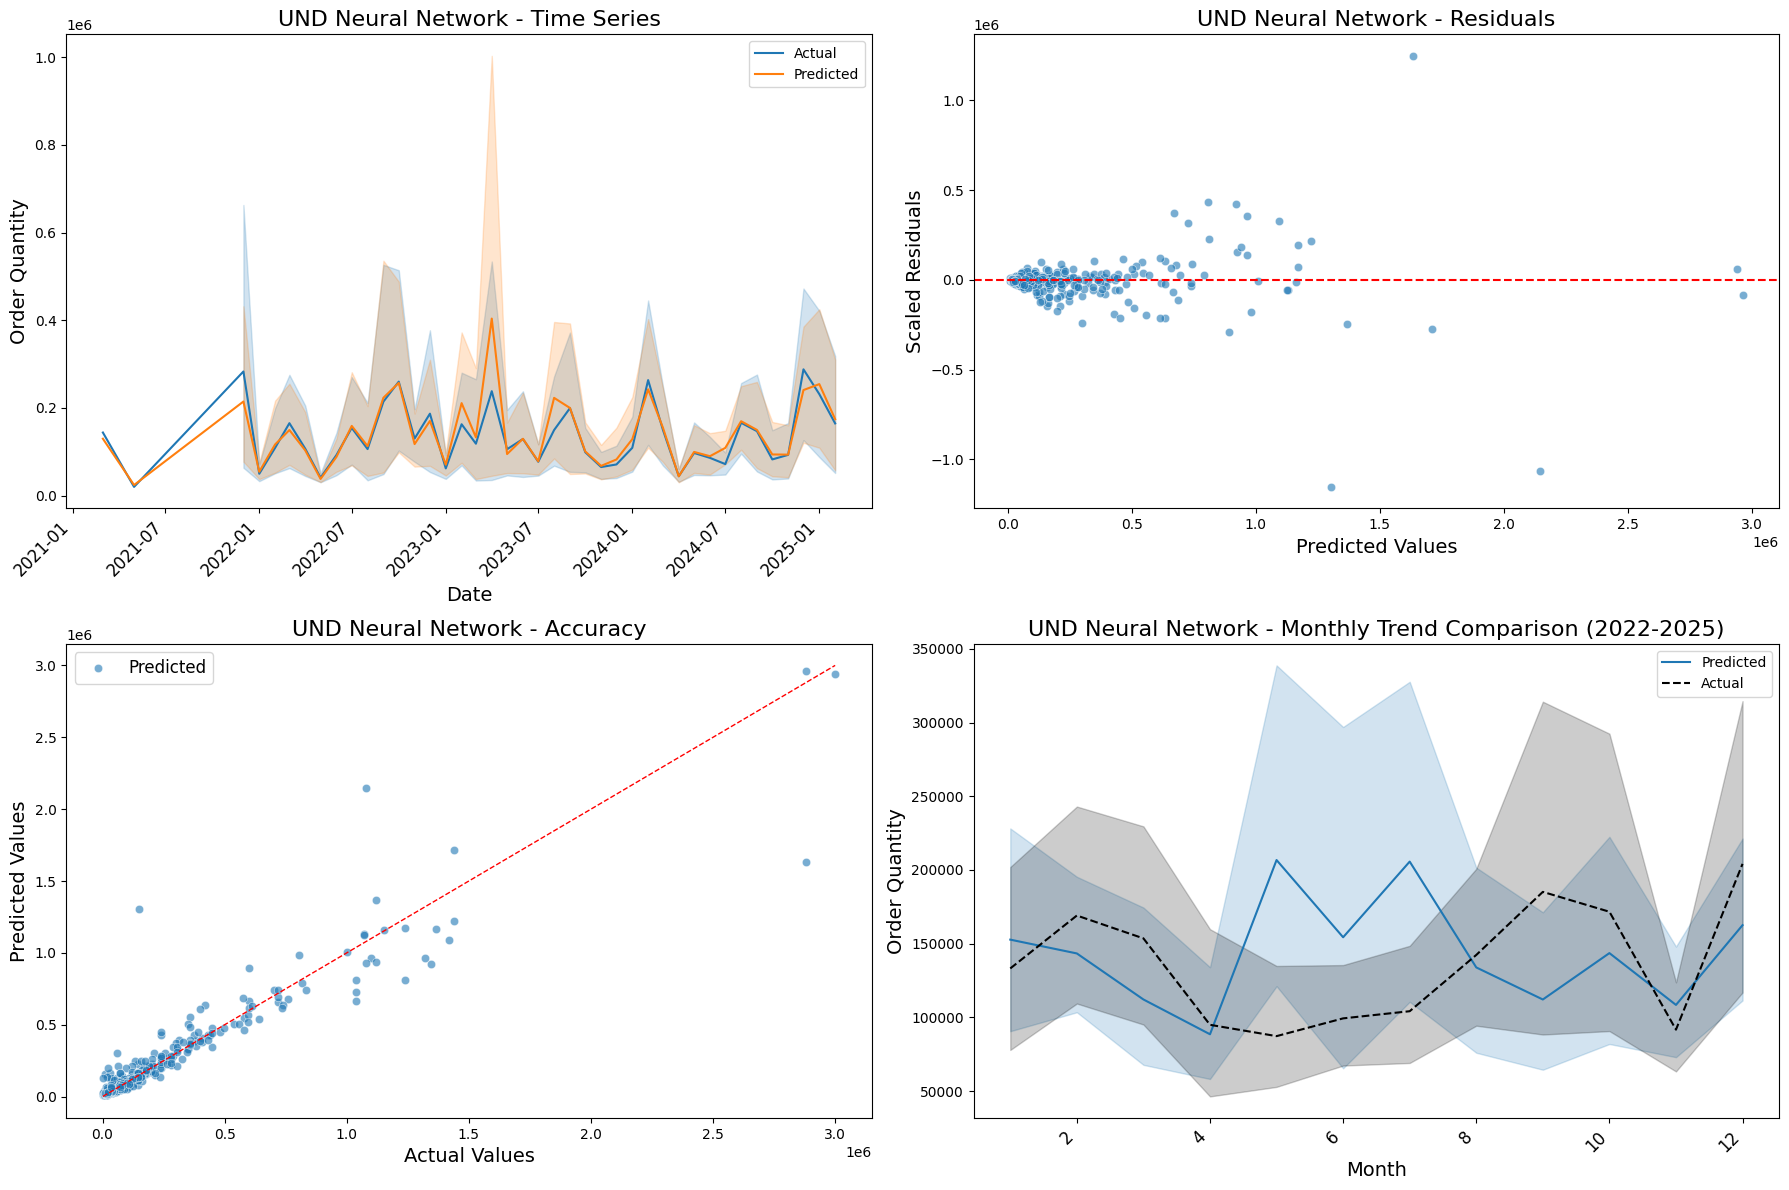 UND Neural Network - Time Series
1e6
Order Quantity
1.0
0.8
0.6
0.4
0.2
0.0
Actual
Predicted
2021-01
2021-07
2022-01
2022-07
2023-01
2023-07
2024-01
2024-07
2025-01
Date
UND Neural Network - Residuals
1e6
Scaled Residuals
1.0
0.5
0.0
−0.5
−1.0
0.0
0.5
1.0
1.5
2.0
2.5
3.0
1e6
Predicted Values
UND Neural Network - Accuracy
1e6
Predicted Values
3.0
2.5
2.0
1.5
1.0
0.5
0.0
Predicted
0.0
0.5
1.0
1.5
2.0
2.5
3.0
1e6
Actual Values
UND Neural Network - Monthly Trend Comparison (2022-2025)
Order Quantity
350000
300000
250000
200000
150000
100000
50000
Predicted
Actual
2
4
6
8
10
12
Month